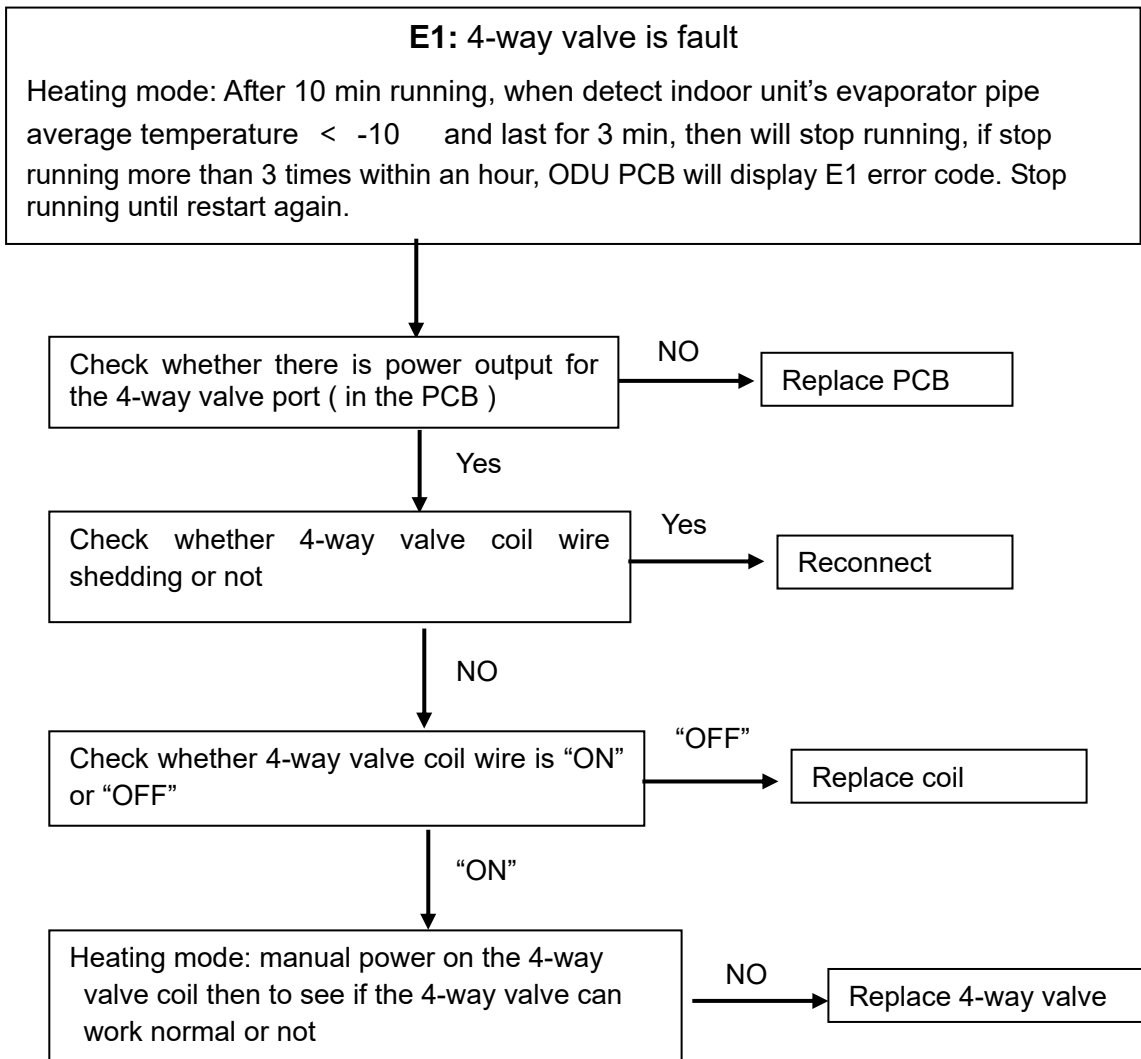 E1: 4-way valve is fault
Heating mode: After 10 min running, when detect indoor unit's evaporator pipe
average temperature < -10 and last for 3 min, then will stop running, if stop
running more than 3 times within an hour, ODU PCB will display E1 error code. Stop
running until restart again.
Check whether there is power output for
the 4-way valve port ( in the PCB )
NO
Replace PCB
Yes
Check whether 4-way valve coil wire
shedding or not
Yes
Reconnect
NO
Check whether 4-way valve coil wire is “ON”
or “OFF”
“OFF”
Replace coil
“ON”
Heating mode: manual power on the 4-way
valve coil then to see if the 4-way valve can
work normal or not
NO
Replace 4-way valve